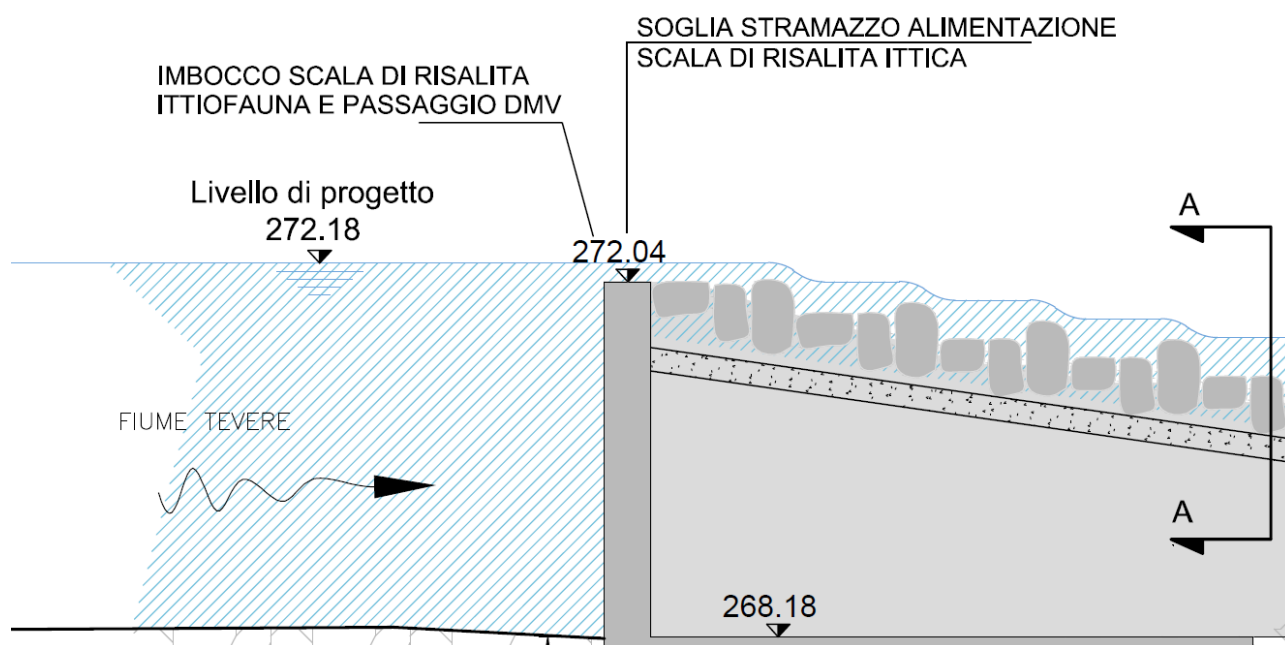 SOGLIA STRAMAZZO ALIMENTAZIONE
SCALA DI RISALITA ITTICA
IMBOCCO SCALA DI RISALITA
ITTIOFAUNA E PASSAGGIO DMV
Livello di progetto
272.18
272.04
A
FIUME TEVERE
A
268.18